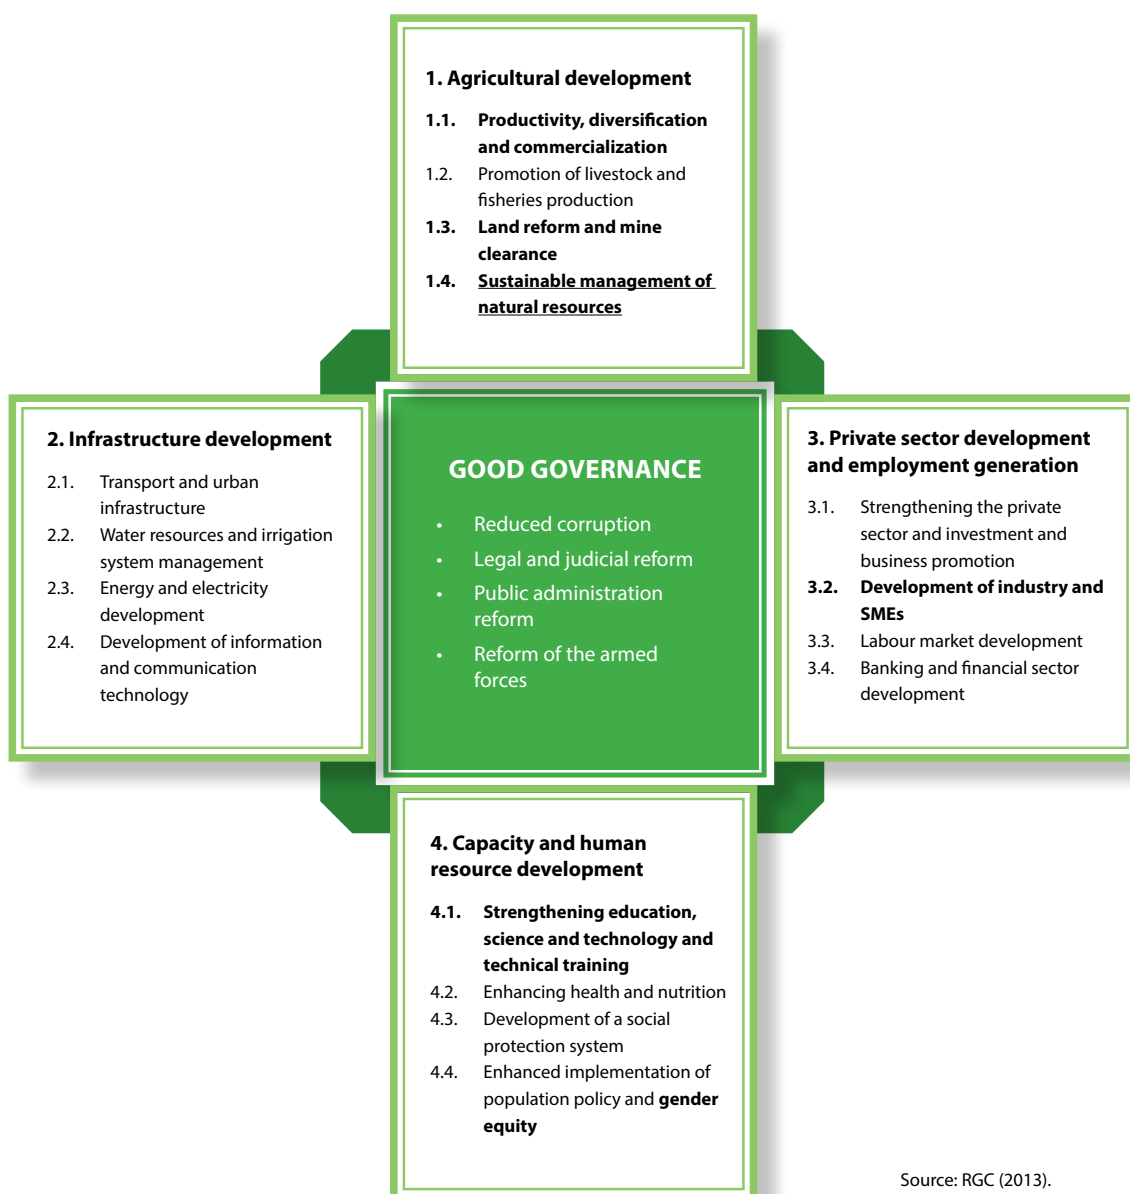 1. Agricultural development
1.1. Productivity, diversification
and commercialization
1.2. Promotion of livestock and
fisheries production
1.3. Land reform and mine
clearance
1.4. Sustainable management of
natural resources
2. Infrastructure development
2.1. Transport and urban
infrastructure
2.2. Water resources and irrigation
system management
2.3. Energy and electricity
development
2.4. Development of information
and communication
technology
GOOD GOVERNANCE
• Reduced corruption
• Legal and judicial reform
• Public administration
reform
• Reform of the armed
forces
3. Private sector development
and employment generation
3.1. Strengthening the private
sector and investment and
business promotion
3.2. Development of industry and
SMEs
3.3. Labour market development
3.4. Banking and financial sector
development
4. Capacity and human
resource development
4.1. Strengthening education,
science and technology and
technical training
4.2. Enhancing health and nutrition
4.3. Development of a social
protection system
4.4. Enhanced implementation of
population policy and gender
equity
Source: RGC (2013).